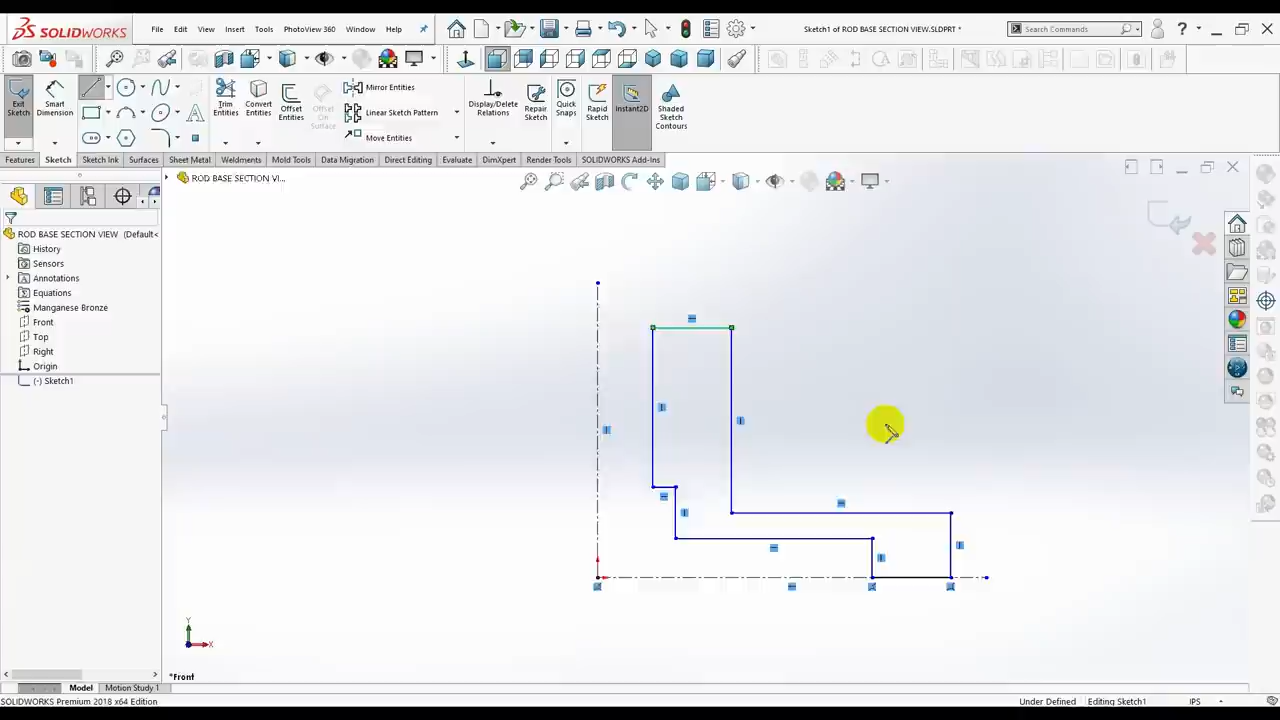 SOLIDWORKS File Edit View Insert Tools PhotoView 360 Window Help Sketch1 of ROD BASE SECTION VIEW.SLDPRT * Search Commands ?
Exit Sketch
Smart Dimension
Trim Entities
Convert Entities
Offset Entities
Offset On Surface
Mirror Entities
Linear Sketch Pattern
Move Entities
Display/Delete Relations
Repair Sketch
Quick Snaps
Rapid Sketch
Instant2D
Shaded Sketch Contours
Features Sketch Sketch Ink Surfaces Sheet Metal Weldments Mold Tools Data Migration Direct Editing Evaluate DimXpert Render Tools SOLIDWORKS Add-Ins
ROD BASE SECTION VI...
ROD BASE SECTION VIEW (Default<
History
Sensors
Annotations
Equations
Manganese Bronze
Front
Top
Right
Origin
(-) Sketch1
Y
X
*Front
Model Motion Study 1
SOLIDWORKS Premium 2018 x64 Edition Under Defined Editing Sketch1 IPS